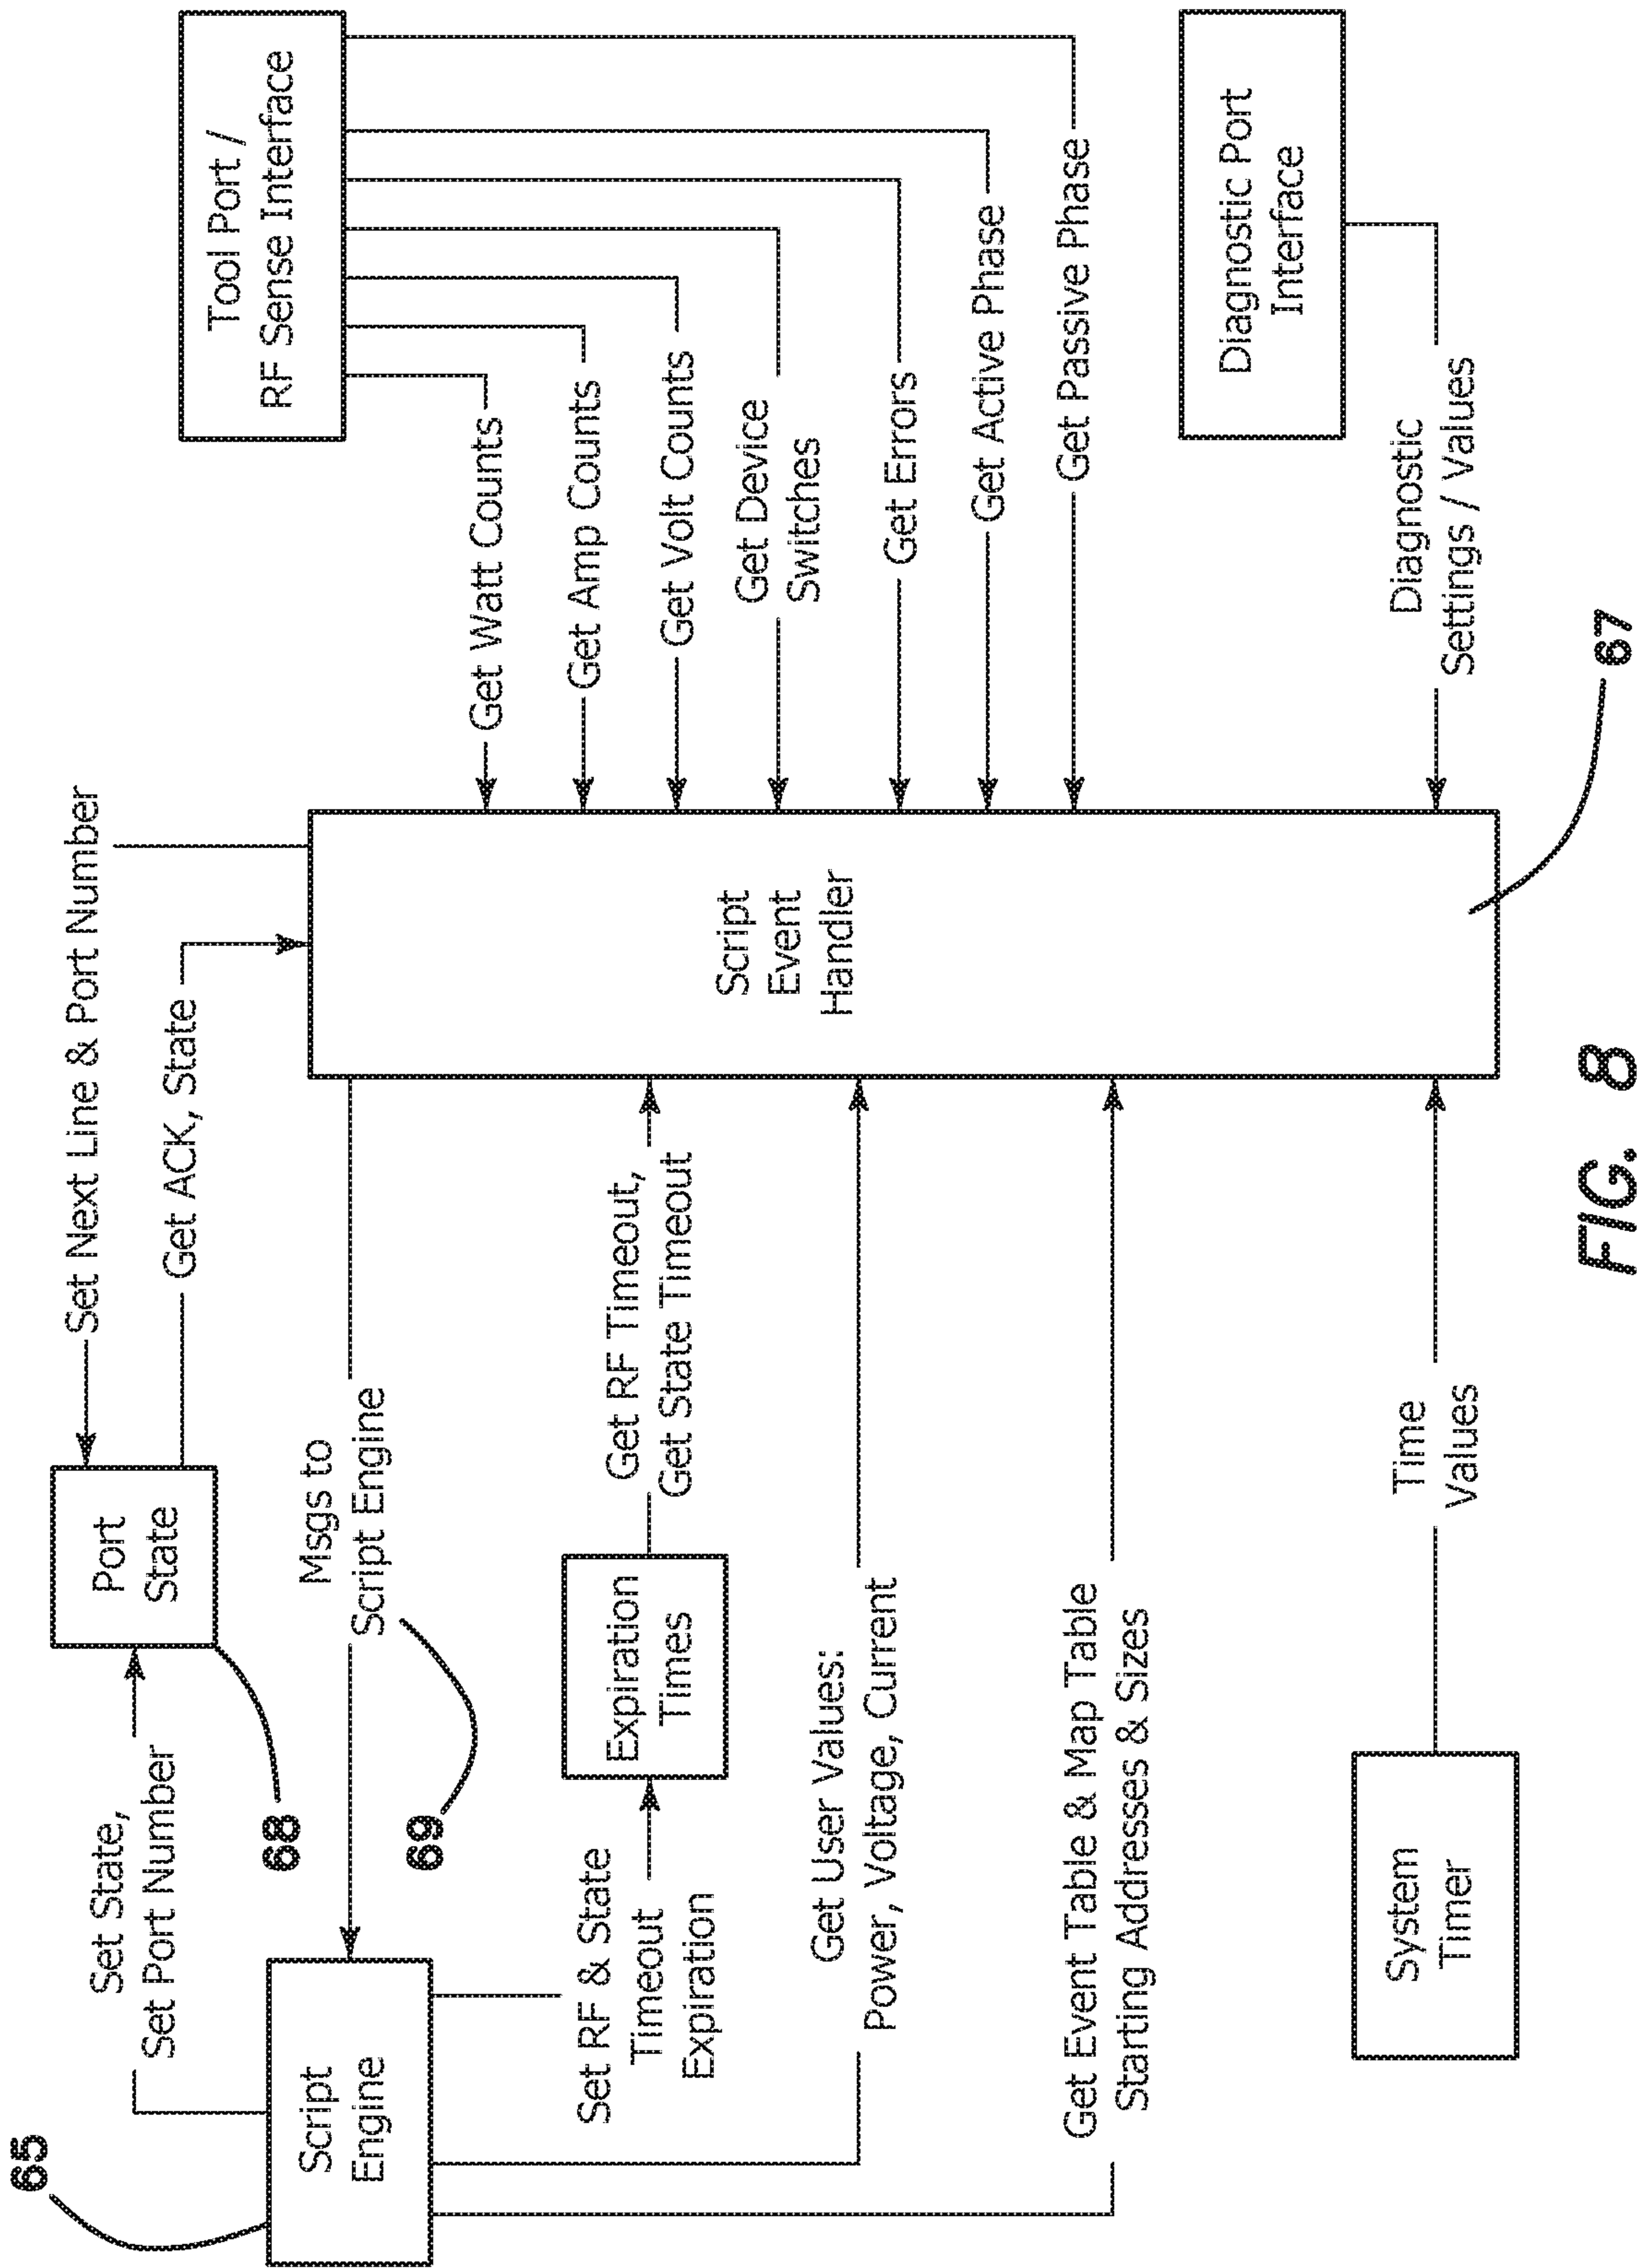 65
Script
Engine
Set State,
Set Port Number
68
Port
State
Set Next Line & Port Number
Get ACK, State
Msgs to
Script Engine
69
Set RF & State
Timeout
Expiration
Expiration
Times
Get RF Timeout,
Get State Timeout
Get User Values:
Power, Voltage, Current
Get Event Table & Map Table
Starting Addresses & Sizes
System
Timer
Time
Values
Script
Event
Handler
67
Tool Port /
RF Sense Interface
Get Watt Counts
Get Amp Counts
Get Volt Counts
Get Device
Switches
Get Errors
Get Active Phase
Get Passive Phase
Diagnostic Port
Interface
Diagnostic
Settings / Values
FIG. 8